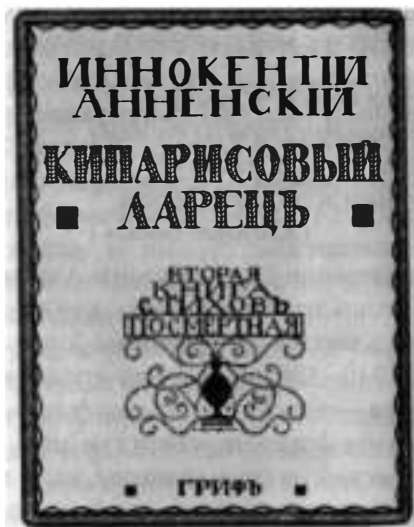 ИННОКЕНТІЙ
АННЕНСКІЙ
КИПАРИСОВЫЙ
ЛАРЕЦЪ
ВТОРАЯ
КНИГА
СТИХОВЪ
ПОСМЕРТНАЯ
ГРИФЪ